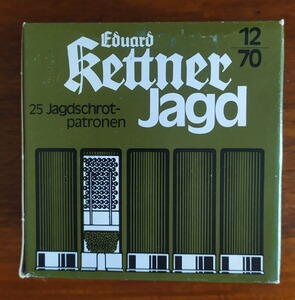 Eduard
Kettner
Jagd
12
70
25 Jagdschrot-
patronen